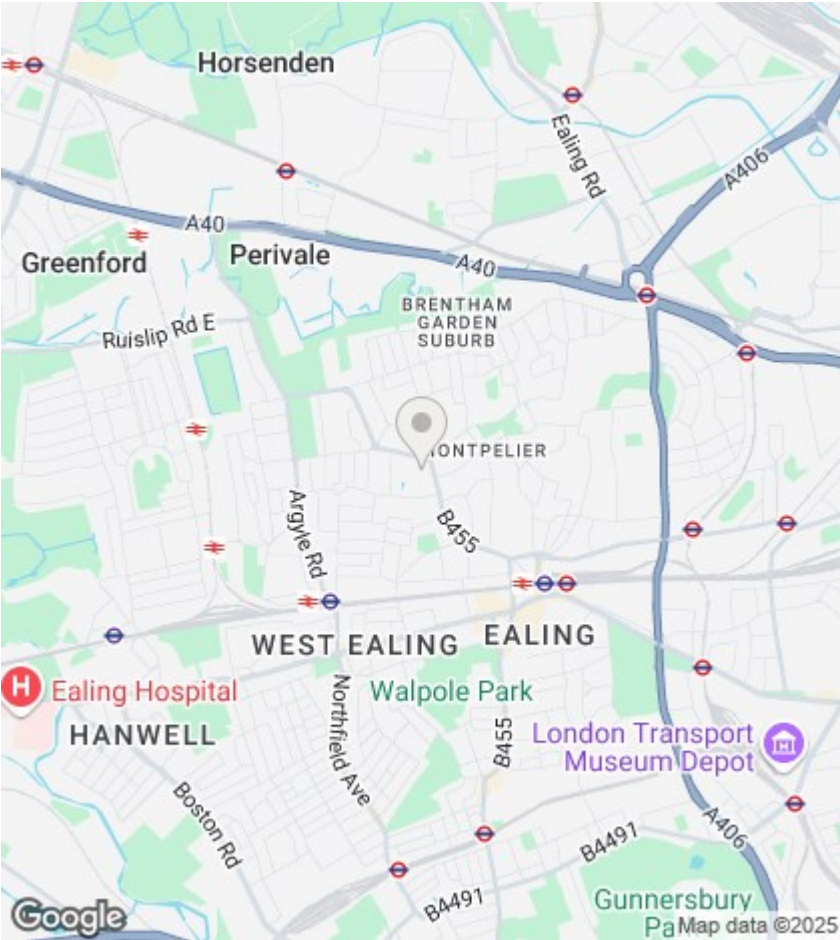 Horsenden
Ealing Rd
A406
A40
Greenford
Perivale
A40
BRENTHAM
GARDEN
SUBURB
Ruislip Rd E
ONTPELIER
Argyle Rd
B455
WEST EALING
EALING
H
Ealing Hospital
Walpole Park
HANWELL
Northfield Ave
B455
London Transport
Museum Depot
Boston Rd
A406
B4491
B4491
Gunnersbury
Pa
Google
Map data ©2025